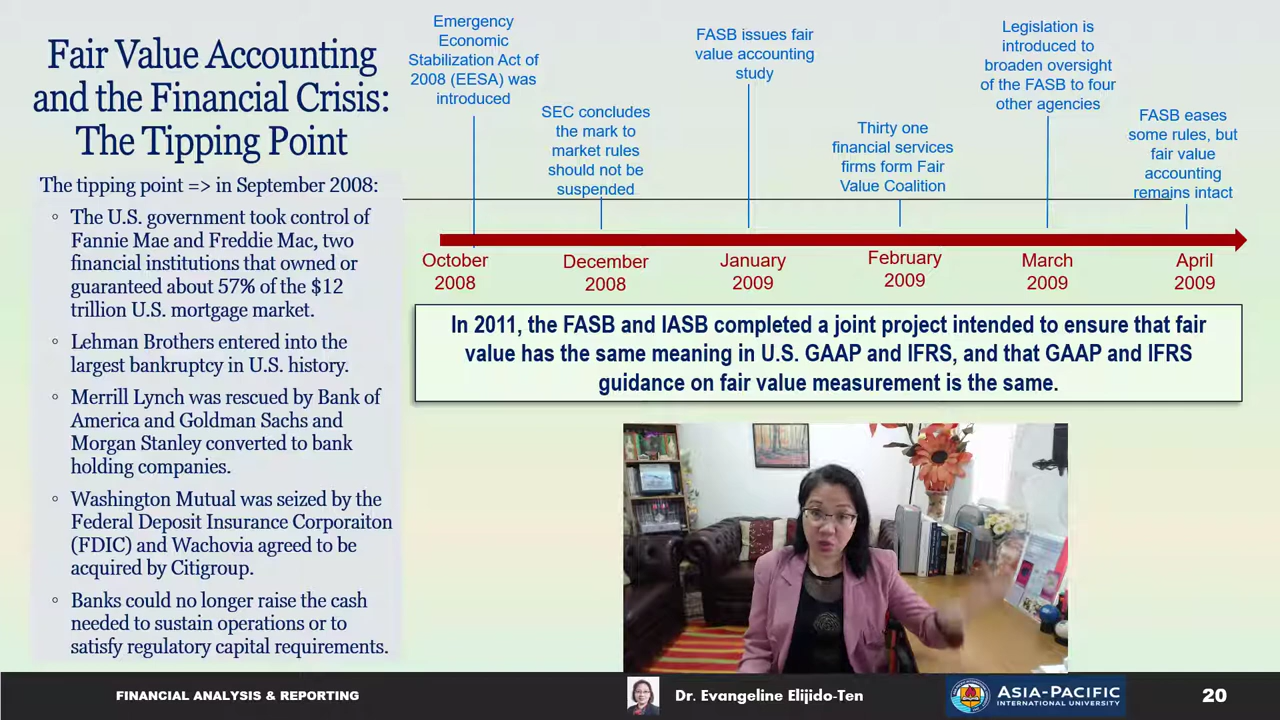 Fair Value Accounting
and the Financial Crisis:
The Tipping Point
The tipping point => in September 2008:
◦ The U.S. government took control of
Fannie Mae and Freddie Mac, two
financial institutions that owned or
guaranteed about 57% of the $12
trillion U.S. mortgage market.
◦ Lehman Brothers entered into the
largest bankruptcy in U.S. history.
◦ Merrill Lynch was rescued by Bank of
America and Goldman Sachs and
Morgan Stanley converted to bank
holding companies.
◦ Washington Mutual was seized by the
Federal Deposit Insurance Corporaiton
(FDIC) and Wachovia agreed to be
acquired by Citigroup.
◦ Banks could no longer raise the cash
needed to sustain operations or to
satisfy regulatory capital requirements.
Emergency
Economic
Stabilization Act of
2008 (EESA) was
introduced
SEC concludes
the mark to
market rules
should not be
suspended
FASB issues fair
value accounting
study
Thirty one
financial services
firms form Fair
Value Coalition
Legislation is
introduced to
broaden oversight
of the FASB to four
other agencies
FASB eases
some rules, but
fair value
accounting
remains intact
October
2008
December
2008
January
2009
February
2009
March
2009
April
2009
In 2011, the FASB and IASB completed a joint project intended to ensure that fair
value has the same meaning in U.S. GAAP and IFRS, and that GAAP and IFRS
guidance on fair value measurement is the same.
FINANCIAL ANALYSIS & REPORTING
Dr. Evangeline Elijido-Ten
ASIA-PACIFIC
INTERNATIONAL UNIVERSITY
20